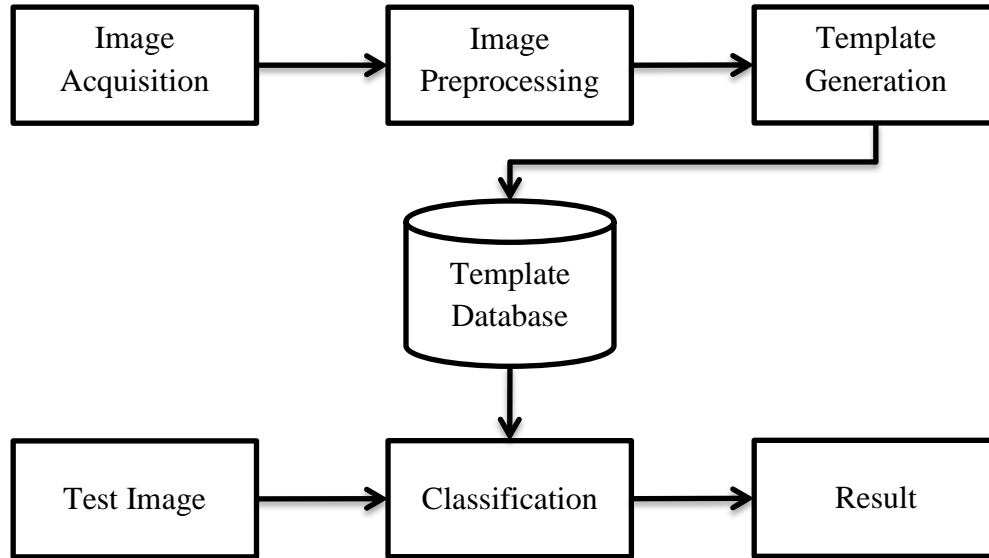 Image
Acquisition
Image
Preprocessing
Template
Generation
Template
Database
Test Image
Classification
Result